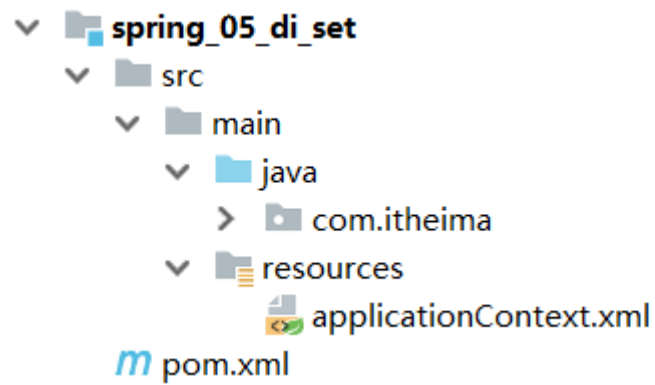 spring_05_di_set
src
main
java
com.itheima
resources
applicationContext.xml
pom.xml